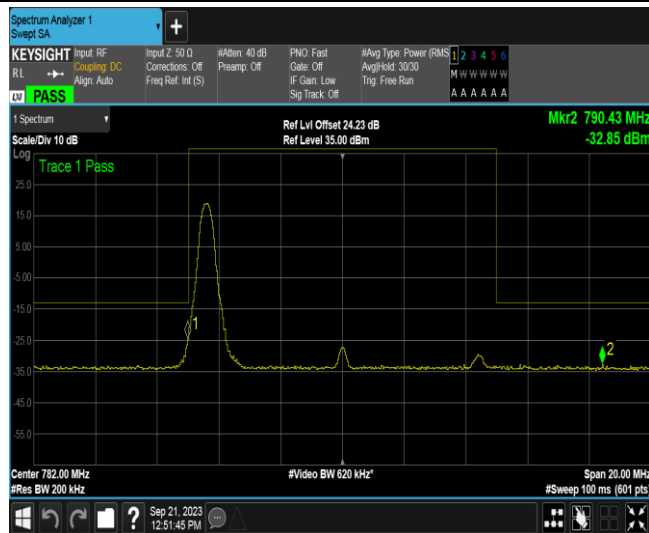 Spectrum Analyzer 1
Swept SA
+
KEYSIGHT
RL
LXI
PASS
Input: RF
Coupling: DC
Align: Auto
Input Z: 50 Ω
Corrections: Off
Freq Ref: Int (S)
#Atten: 40 dB
Preamp: Off
PNO: Fast
Gate: Off
IF Gain: Low
Sig Track: Off
#Avg Type: Power (RMS
Avg|Hold: 30/30
Trig: Free Run
1 2 3 4 5 6
M W W W W W
A A A A A A
1 Spectrum
Scale/Div 10 dB
Ref Lvl Offset 24.23 dB
Ref Level 35.00 dBm
Mkr2 790.43 MHz
-32.85 dBm
Log
Trace 1 Pass
25.0
15.0
5.00
-5.00
-15.0
-25.0
-35.0
-45.0
-55.0
1
2
Center 782.00 MHz
#Res BW 200 kHz
#Video BW 620 kHz*
Span 20.00 MHz
#Sweep 100 ms (601 pts)
?
Sep 21, 2023
12:51:45 PM